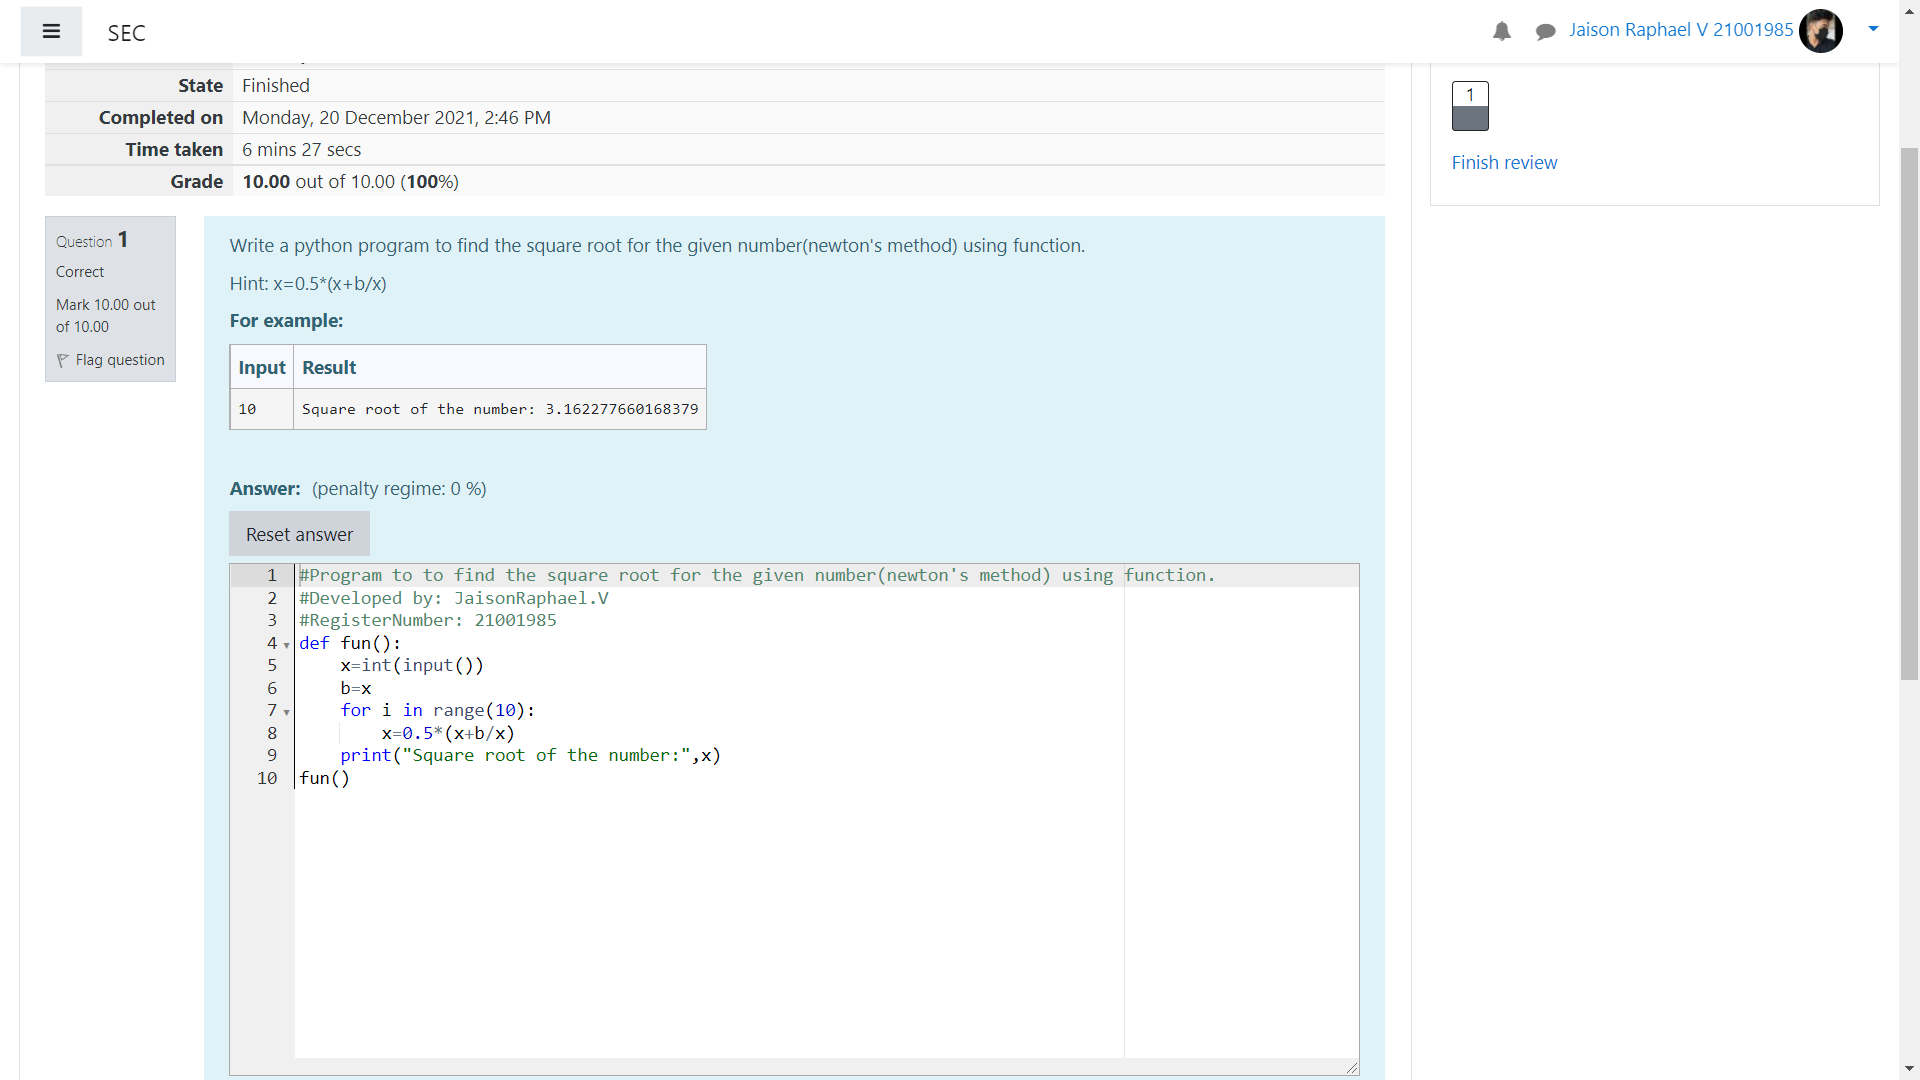 SEC
Jaison Raphael V 21001985
State Finished
Completed on Monday, 20 December 2021, 2:46 PM
Time taken 6 mins 27 secs
Grade 10.00 out of 10.00 (100%)
1
Finish review
Question 1
Correct
Mark 10.00 out
of 10.00
Flag question
Write a python program to find the square root for the given number(newton's method) using function.
Hint: x=0.5*(x+b/x)
For example:
Input Result
10 Square root of the number: 3.162277660168379
Answer: (penalty regime: 0 %)
Reset answer
1 #Program to to find the square root for the given number(newton's method) using function.
2 #Developed by: JaisonRaphael.V
3 #RegisterNumber: 21001985
4 def fun():
5     x=int(input())
6     b=x
7     for i in range(10):
8         x=0.5*(x+b/x)
9     print("Square root of the number:",x)
10 fun()